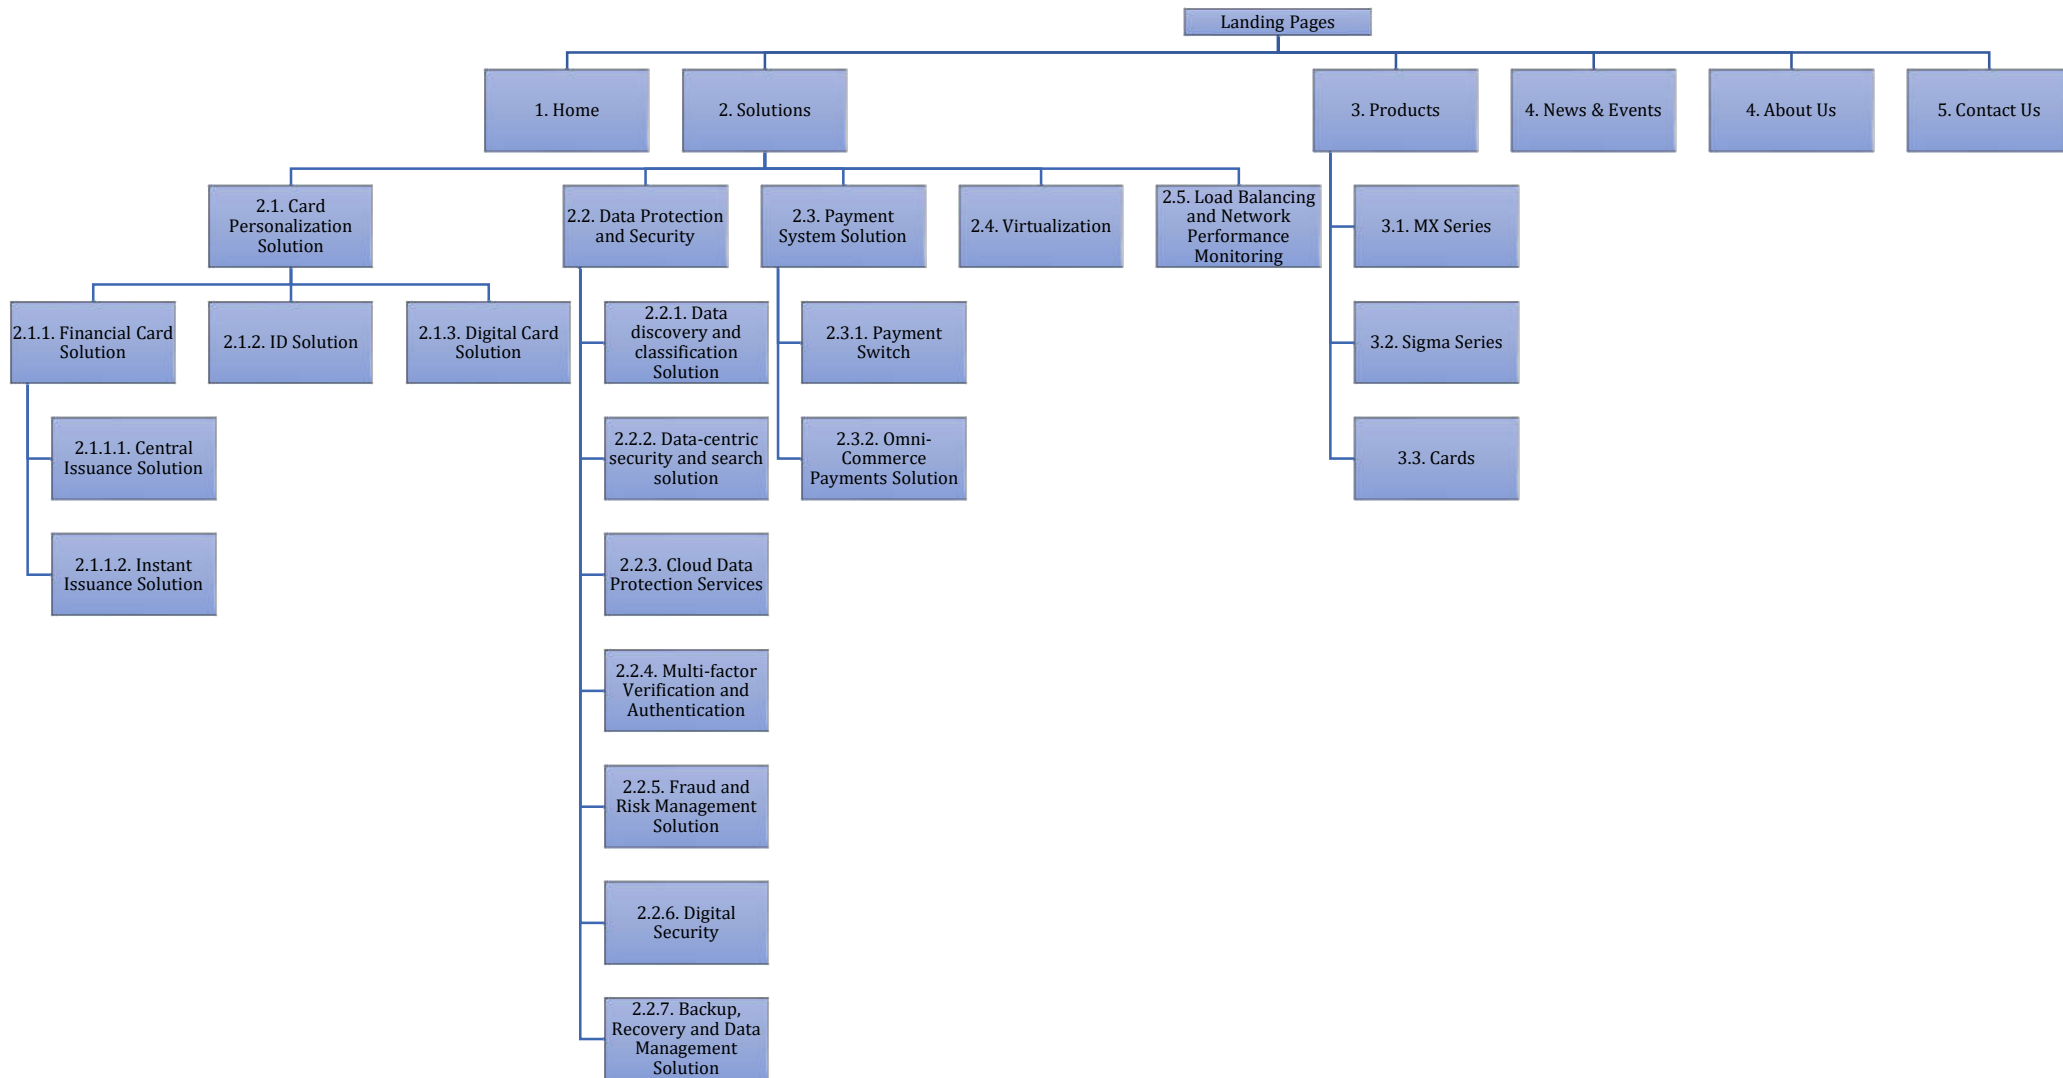 Landing Pages
1. Home
2. Solutions
3. Products
4. News & Events
4. About Us
5. Contact Us
2.1. Card
Personalization
Solution
2.2. Data Protection
and Security
2.3. Payment
System Solution
2.4. Virtualization
2.5. Load Balancing
and Network
Performance
Monitoring
3.1. MX Series
2.1.1. Financial Card
Solution
2.1.2. ID Solution
2.1.3. Digital Card
Solution
2.2.1. Data
discovery and
classification
Solution
2.3.1. Payment
Switch
3.2. Sigma Series
2.1.1.1. Central
Issuance Solution
2.2.2. Data-centric
security and search
solution
2.3.2. Omni-
Commerce
Payments Solution
3.3. Cards
2.1.1.2. Instant
Issuance Solution
2.2.3. Cloud Data
Protection Services
2.2.4. Multi-factor
Verification and
Authentication
2.2.5. Fraud and
Risk Management
Solution
2.2.6. Digital
Security
2.2.7. Backup,
Recovery and Data
Management
Solution